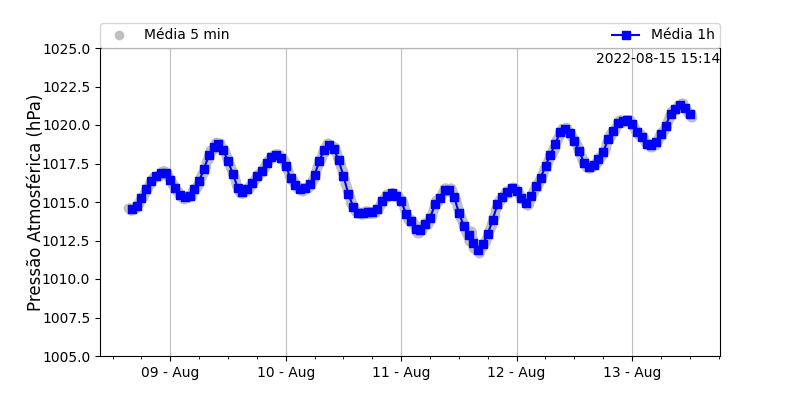 Média 5 min
Média 1h
2022-08-15 15:14
Pressão Atmosférica (hPa)
1025.0
1022.5
1020.0
1017.5
1015.0
1012.5
1010.0
1007.5
1005.0
09 - Aug
10 - Aug
11 - Aug
12 - Aug
13 - Aug